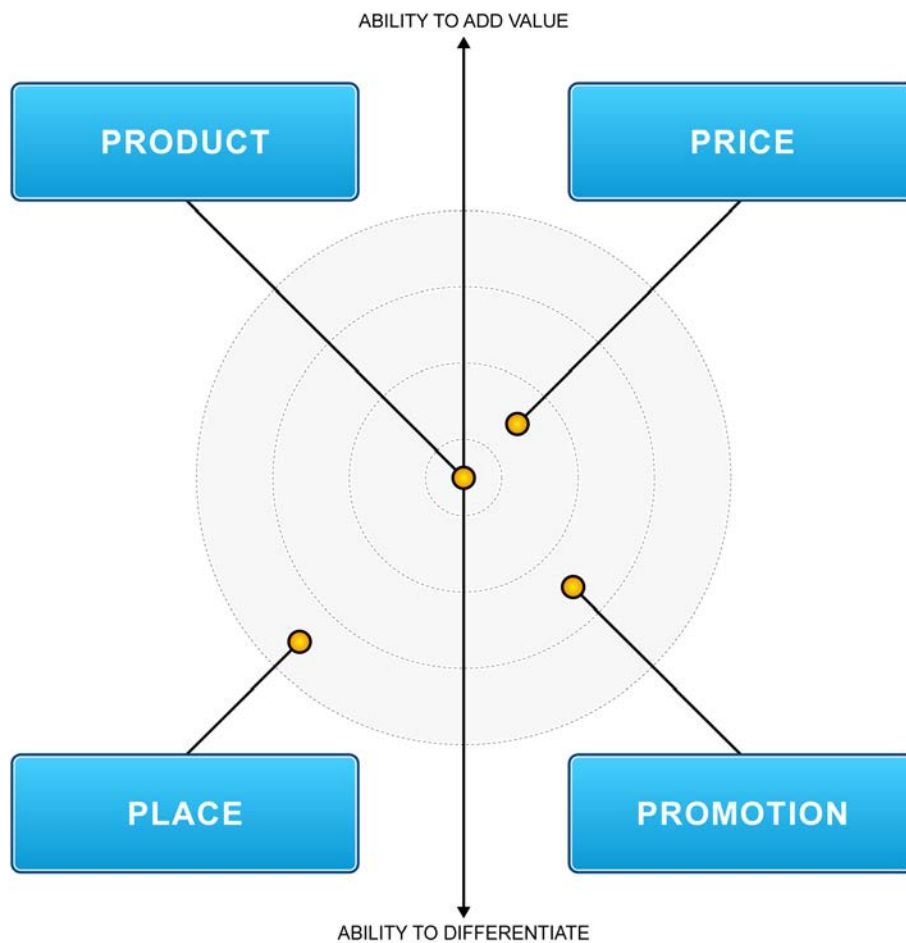 ABILITY TO ADD VALUE
PRODUCT
PRICE
PLACE
PROMOTION
ABILITY TO DIFFERENTIATE